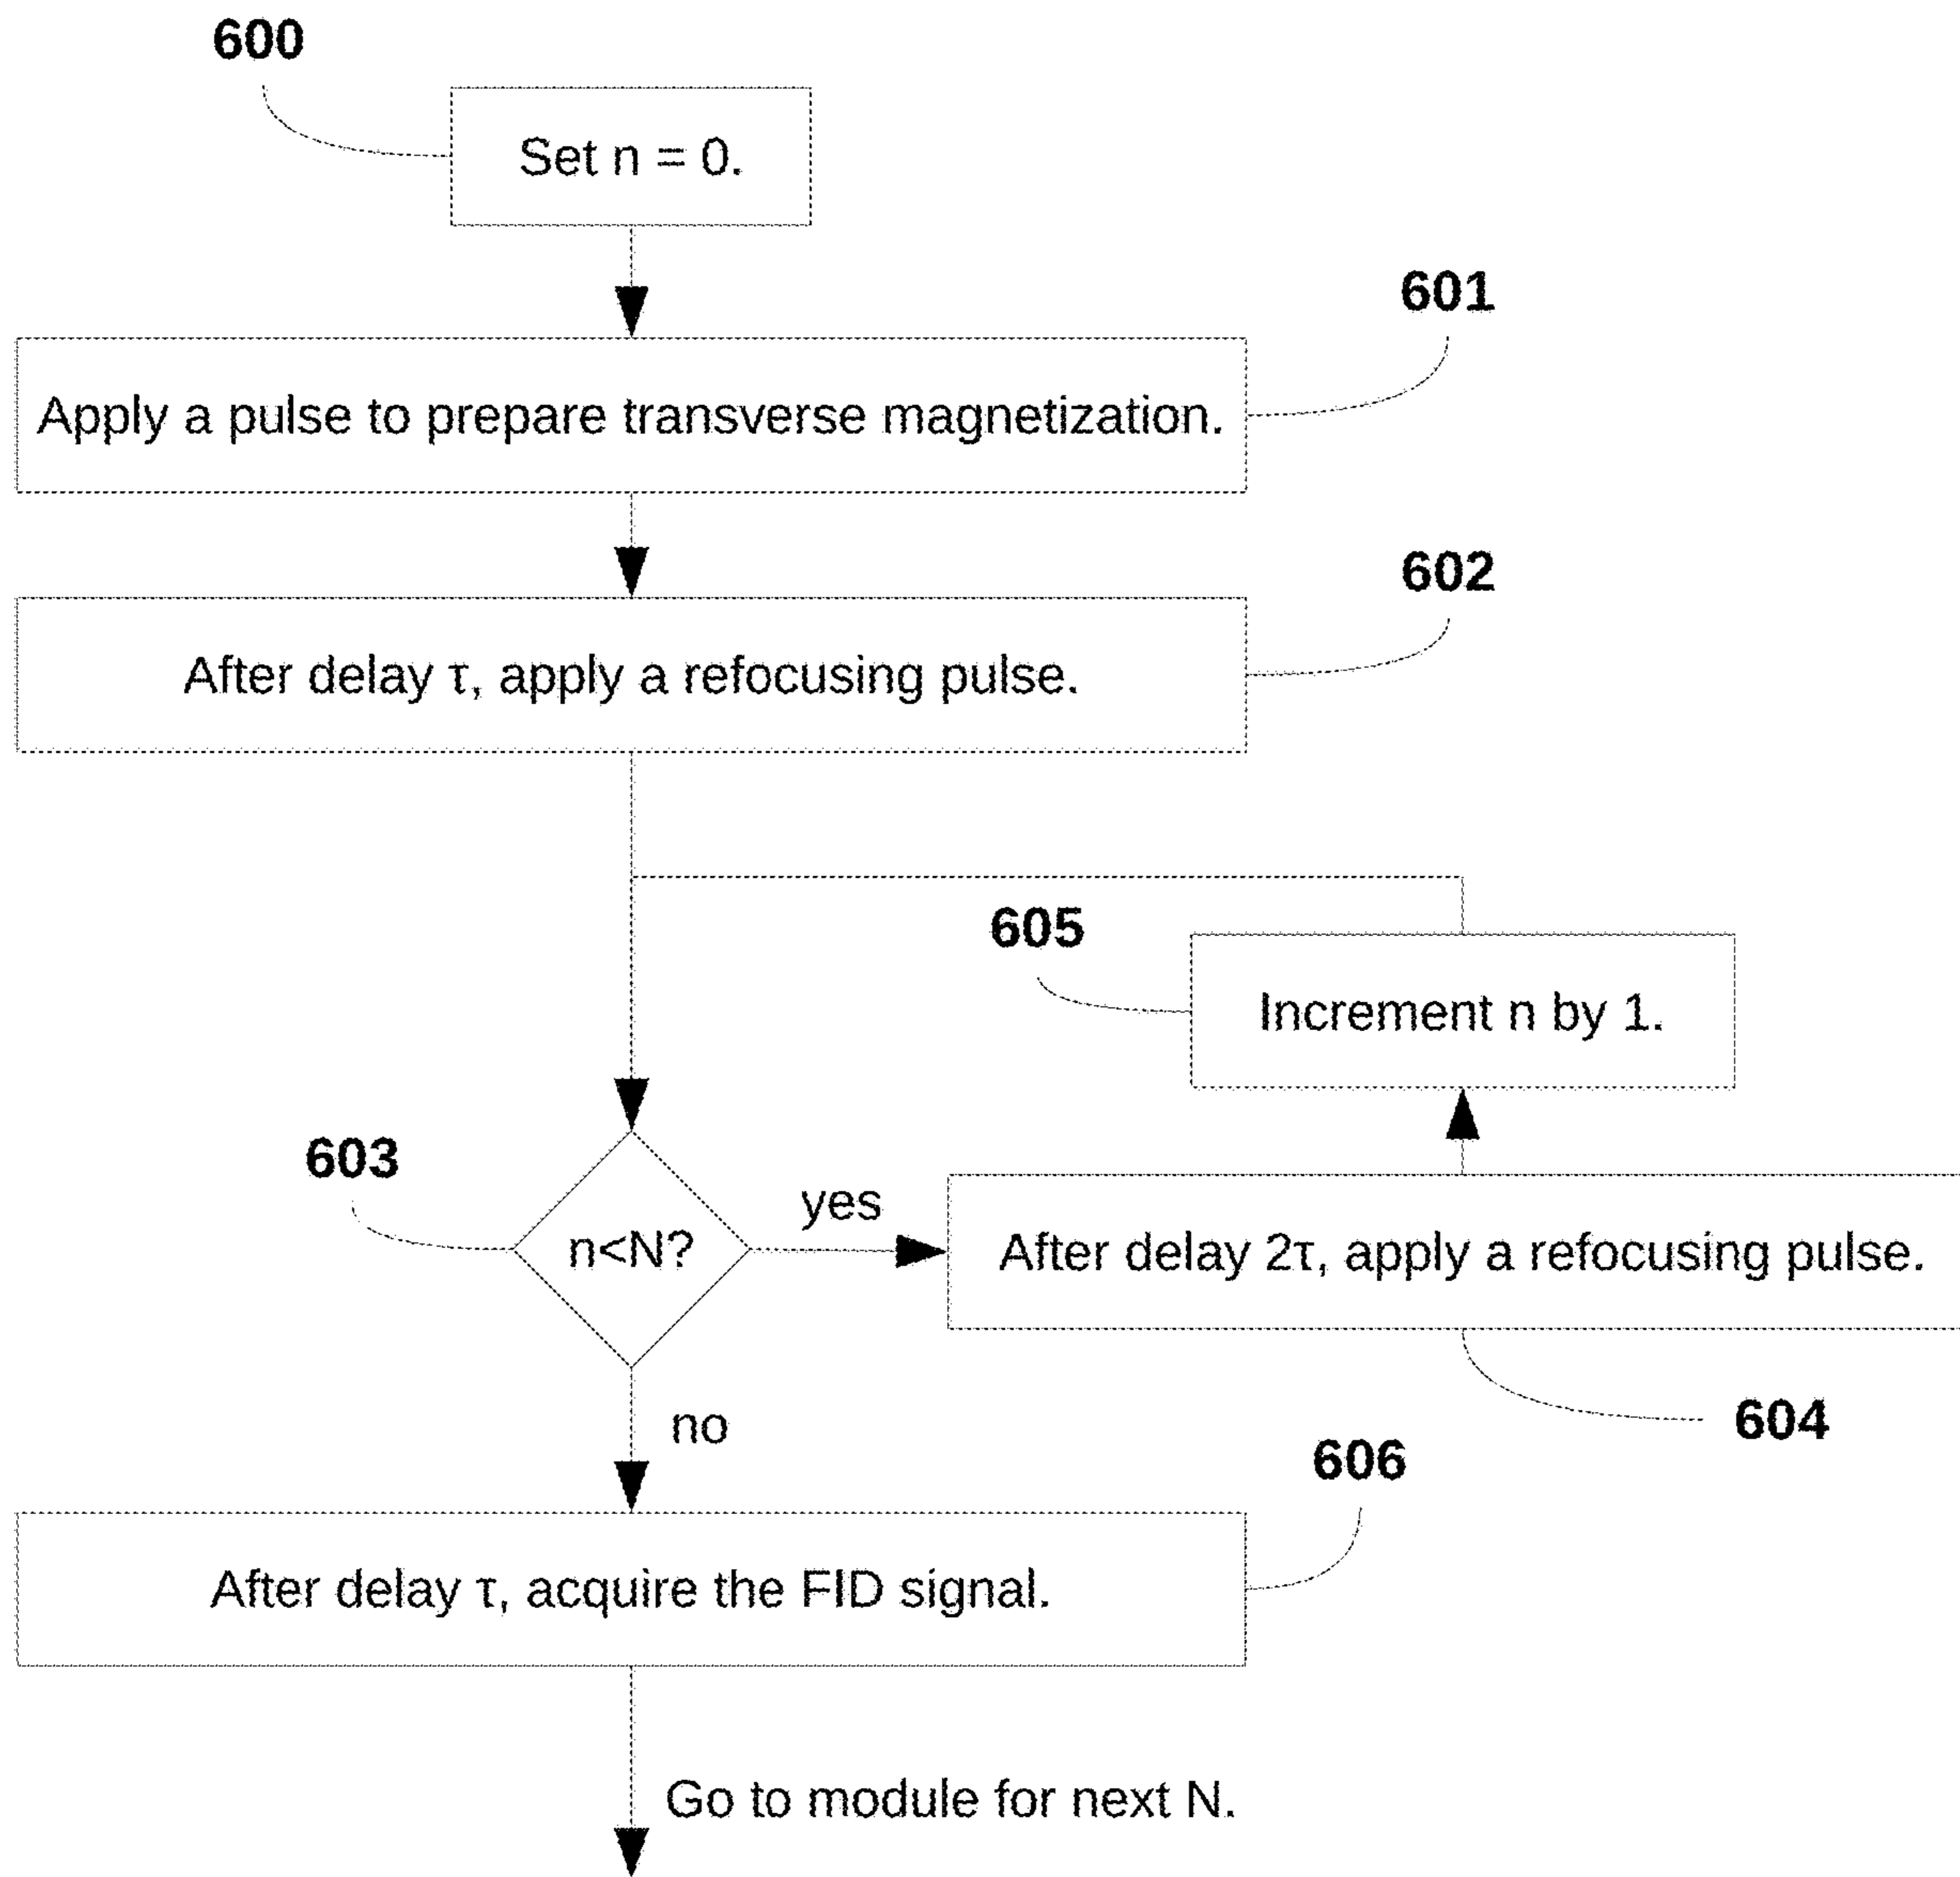 600
Set n = 0.
601
Apply a pulse to prepare transverse magnetization.
602
After delay τ, apply a refocusing pulse.
605
Increment n by 1.
603
n<N?
yes
After delay 2τ, apply a refocusing pulse.
604
no
606
After delay τ, acquire the FID signal.
Go to module for next N.